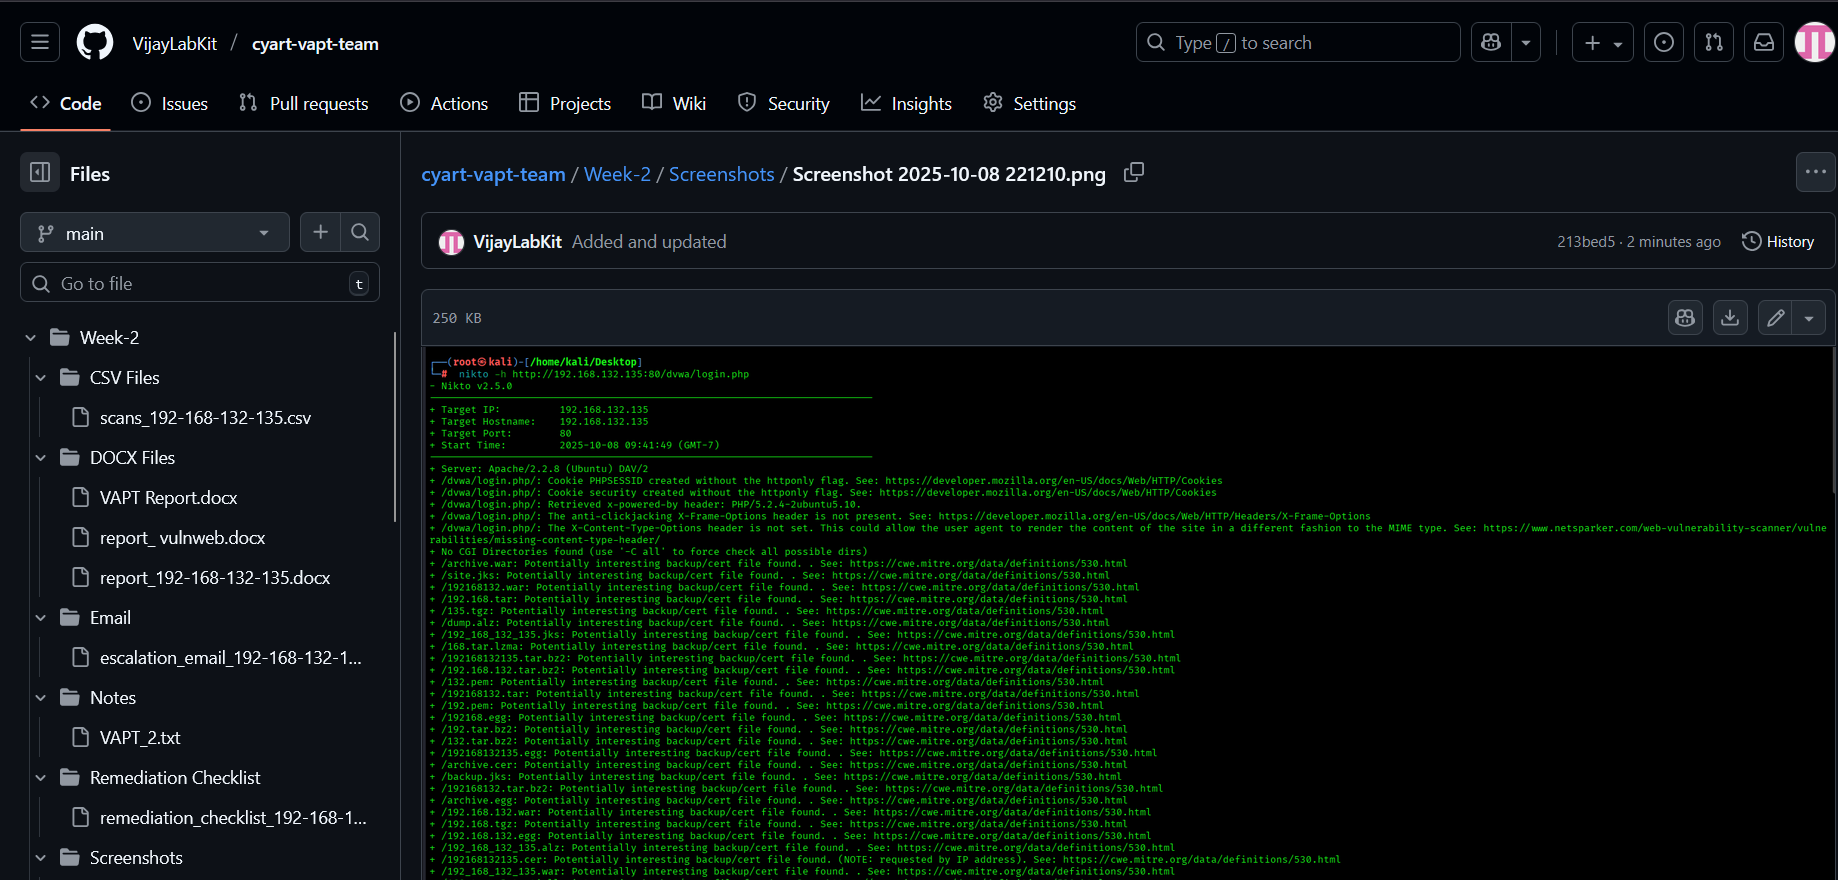 VijayLabKit / cyart-vapt-team
Type / to search
Code Issues Pull requests Actions Projects Wiki Security Insights Settings
Files
main
Go to file t
Week-2
CSV Files
scans_192-168-132-135.csv
DOCX Files
VAPT Report.docx
report_ vulnweb.docx
report_192-168-132-135.docx
Email
escalation_email_192-168-132-1...
Notes
VAPT_2.txt
Remediation Checklist
remediation_checklist_192-168-1...
Screenshots
cyart-vapt-team / Week-2 / Screenshots / Screenshot 2025-10-08 221210.png
VijayLabKit Added and updated
213bed5 · 2 minutes ago History
250 KB
┌──(root㉿kali)-[/home/kali/Desktop]
└─# nikto -h http://192.168.132.135:80/dvwa/login.php
- Nikto v2.5.0
+ Target IP: 192.168.132.135
+ Target Hostname: 192.168.132.135
+ Target Port: 80
+ Start Time: 2025-10-08 09:41:49 (GMT-7)
+ Server: Apache/2.2.8 (Ubuntu) DAV/2
+ /dvwa/login.php/: Cookie PHPSESSID created without the httponly flag. See: https://developer.mozilla.org/en-US/docs/Web/HTTP/Cookies
+ /dvwa/login.php/: Cookie security created without the httponly flag. See: https://developer.mozilla.org/en-US/docs/Web/HTTP/Cookies
+ /dvwa/login.php/: Retrieved x-powered-by header: PHP/5.2.4-2ubuntu5.10.
+ /dvwa/login.php/: The anti-clickjacking X-Frame-Options header is not present. See: https://developer.mozilla.org/en-US/docs/Web/HTTP/Headers/X-Frame-Options
+ /dvwa/login.php/: The X-Content-Type-Options header is not set. This could allow the user agent to render the content of the site in a different fashion to the MIME type. See: https://www.netsparker.com/web-vulnerability-scanner/vulne
rabilities/missing-content-type-header/
+ No CGI Directories found (use '-C all' to force check all possible dirs)
+ /archive.war: Potentially interesting backup/cert file found. . See: https://cwe.mitre.org/data/definitions/530.html
+ /site.jks: Potentially interesting backup/cert file found. . See: https://cwe.mitre.org/data/definitions/530.html
+ /192168132.war: Potentially interesting backup/cert file found. . See: https://cwe.mitre.org/data/definitions/530.html
+ /192.168.tar: Potentially interesting backup/cert file found. . See: https://cwe.mitre.org/data/definitions/530.html
+ /135.tgz: Potentially interesting backup/cert file found. . See: https://cwe.mitre.org/data/definitions/530.html
+ /dump.alz: Potentially interesting backup/cert file found. . See: https://cwe.mitre.org/data/definitions/530.html
+ /192_168_132_135.jks: Potentially interesting backup/cert file found. . See: https://cwe.mitre.org/data/definitions/530.html
+ /168.tar.lzma: Potentially interesting backup/cert file found. . See: https://cwe.mitre.org/data/definitions/530.html
+ /192168132135.tar.bz2: Potentially interesting backup/cert file found. . See: https://cwe.mitre.org/data/definitions/530.html
+ /192.168.132.tar.bz2: Potentially interesting backup/cert file found. . See: https://cwe.mitre.org/data/definitions/530.html
+ /132.pem: Potentially interesting backup/cert file found. . See: https://cwe.mitre.org/data/definitions/530.html
+ /192168132.tar: Potentially interesting backup/cert file found. . See: https://cwe.mitre.org/data/definitions/530.html
+ /192.pem: Potentially interesting backup/cert file found. . See: https://cwe.mitre.org/data/definitions/530.html
+ /192168.egg: Potentially interesting backup/cert file found. . See: https://cwe.mitre.org/data/definitions/530.html
+ /192.tar.bz2: Potentially interesting backup/cert file found. . See: https://cwe.mitre.org/data/definitions/530.html
+ /132.tar.bz2: Potentially interesting backup/cert file found. . See: https://cwe.mitre.org/data/definitions/530.html
+ /192168132135.egg: Potentially interesting backup/cert file found. . See: https://cwe.mitre.org/data/definitions/530.html
+ /archive.cer: Potentially interesting backup/cert file found. . See: https://cwe.mitre.org/data/definitions/530.html
+ /backup.jks: Potentially interesting backup/cert file found. . See: https://cwe.mitre.org/data/definitions/530.html
+ /192168132.tar.bz2: Potentially interesting backup/cert file found. . See: https://cwe.mitre.org/data/definitions/530.html
+ /archive.egg: Potentially interesting backup/cert file found. . See: https://cwe.mitre.org/data/definitions/530.html
+ /192.168.132.war: Potentially interesting backup/cert file found. . See: https://cwe.mitre.org/data/definitions/530.html
+ /192.168.tgz: Potentially interesting backup/cert file found. . See: https://cwe.mitre.org/data/definitions/530.html
+ /192.168.132.egg: Potentially interesting backup/cert file found. . See: https://cwe.mitre.org/data/definitions/530.html
+ /192_168_132_135.alz: Potentially interesting backup/cert file found. . See: https://cwe.mitre.org/data/definitions/530.html
+ /192168132135.cer: Potentially interesting backup/cert file found. (NOTE: requested by IP address). See: https://cwe.mitre.org/data/definitions/530.html
+ /192_168_132_135.war: Potentially interesting backup/cert file found. . See: https://cwe.mitre.org/data/definitions/530.html